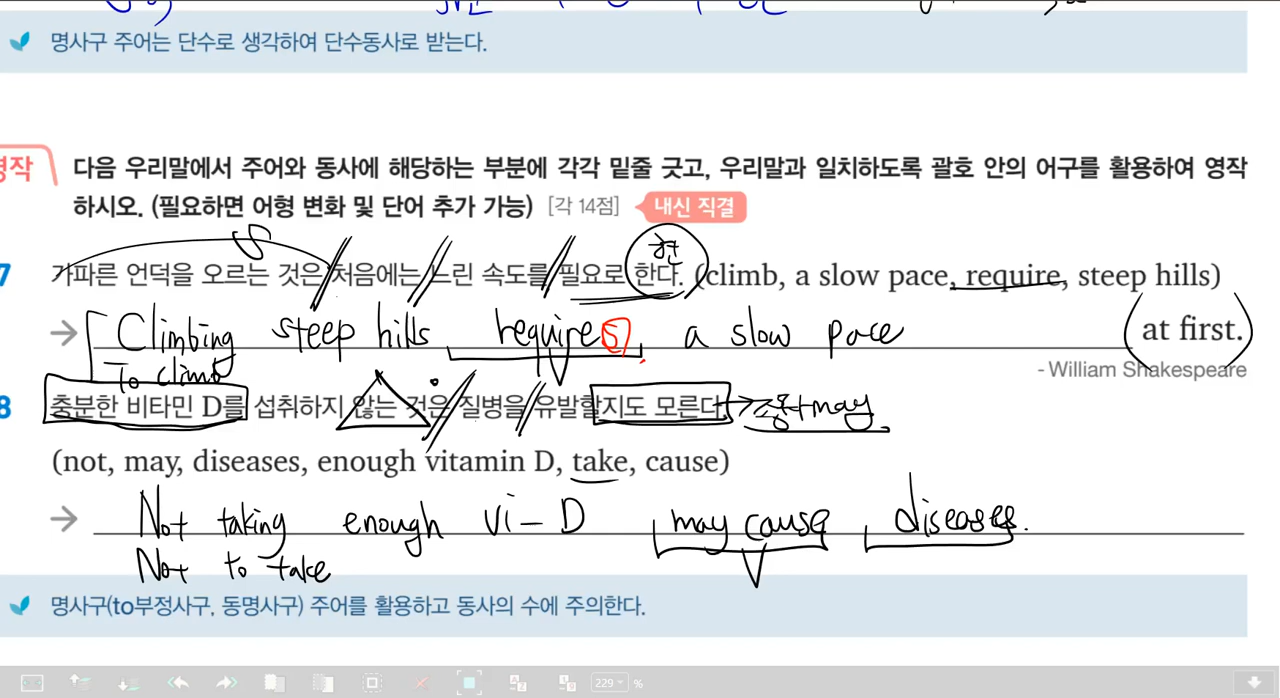 명사구 주어는 단수로 생각하여 단수동사로 받는다.
영작 다음 우리말에서 주어와 동사에 해당하는 부분에 각각 밑줄 긋고, 우리말과 일치하도록 괄호 안의 어구를 활용하여 영작
하시오. (필요하면 어형 변화 및 단어 추가 가능) [각 14점] 내신 직결
S 현
7 가파른 언덕을 오르는 것은 처음에는 느린 속도를 필요로 한다. (climb, a slow pace, require, steep hills)
→ Climbing steep hills requires a slow pace at first.
To climb
V
- William Shakespeare
8 충분한 비타민 D를 섭취하지 않는 것은 질병을 유발할지도 모른다. → 조동+may
(not, may, diseases, enough vitamin D, take, cause)
→ Not taking enough vi-D may cause diseases.
Not to take V
명사구(to부정사구, 동명사구) 주어를 활용하고 동사의 수에 주의한다.
229 %